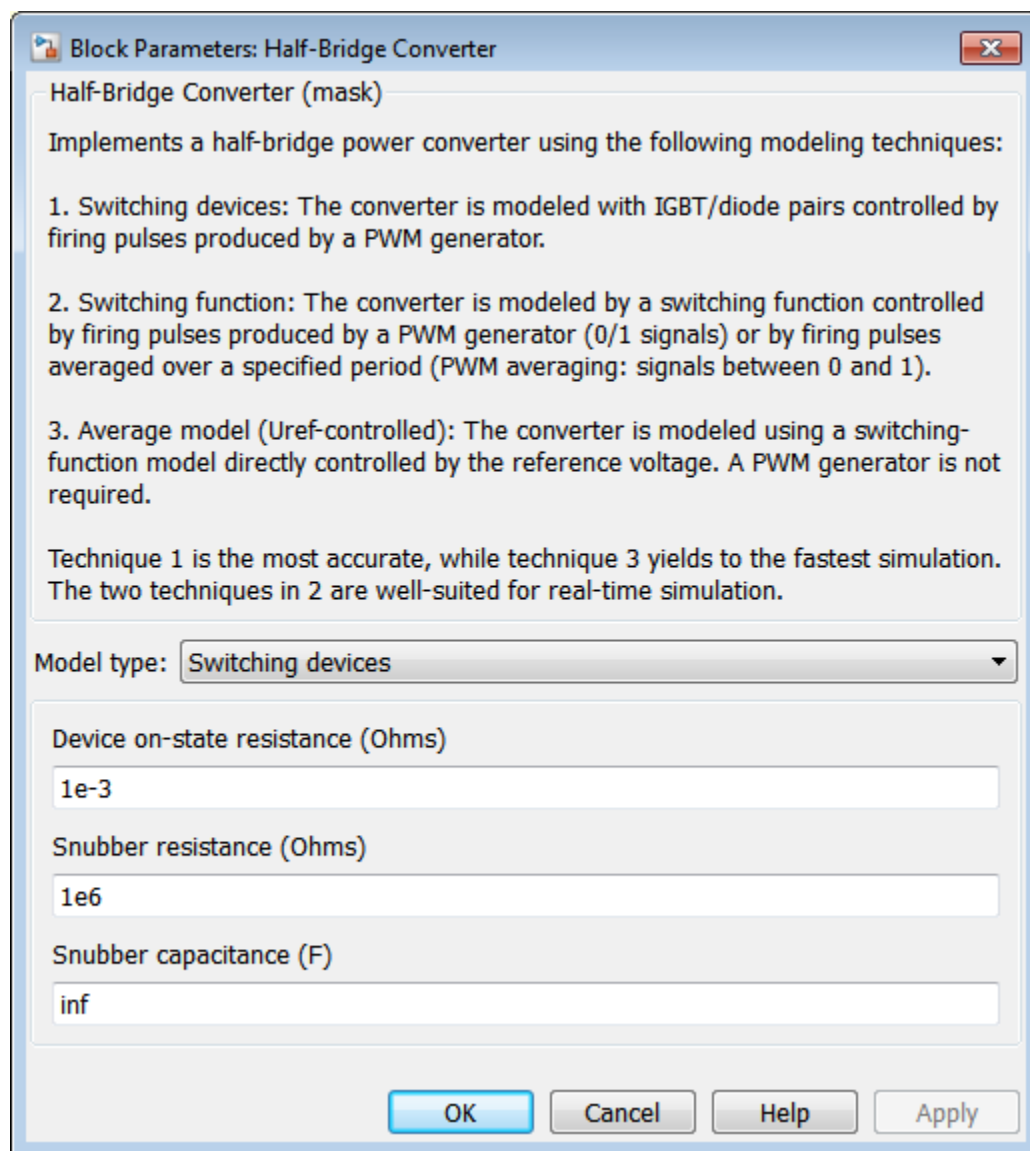 Block Parameters: Half-Bridge Converter
Half-Bridge Converter (mask)
Implements a half-bridge power converter using the following modeling techniques:
1. Switching devices: The converter is modeled with IGBT/diode pairs controlled by
firing pulses produced by a PWM generator.
2. Switching function: The converter is modeled by a switching function controlled
by firing pulses produced by a PWM generator (0/1 signals) or by firing pulses
averaged over a specified period (PWM averaging: signals between 0 and 1).
3. Average model (Uref-controlled): The converter is modeled using a switching-
function model directly controlled by the reference voltage. A PWM generator is not
required.
Technique 1 is the most accurate, while technique 3 yields to the fastest simulation.
The two techniques in 2 are well-suited for real-time simulation.
Model type: Switching devices
Device on-state resistance (Ohms)
1e-3
Snubber resistance (Ohms)
1e6
Snubber capacitance (F)
inf
OK Cancel Help Apply